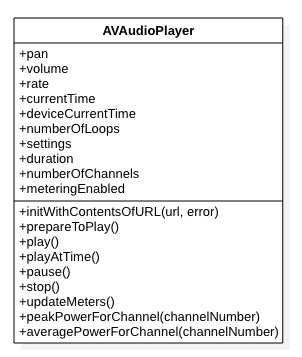 AVAudioPlayer
+pan
+volume
+rate
+currentTime
+deviceCurrentTime
+numberOfLoops
+settings
+duration
+numberOfChannels
+meteringEnabled
+initWithContentsOfURL(url, error)
+prepareToPlay()
+play()
+playAtTime()
+pause()
+stop()
+updateMeters()
+peakPowerForChannel(channelNumber)
+averagePowerForChannel(channelNumber)